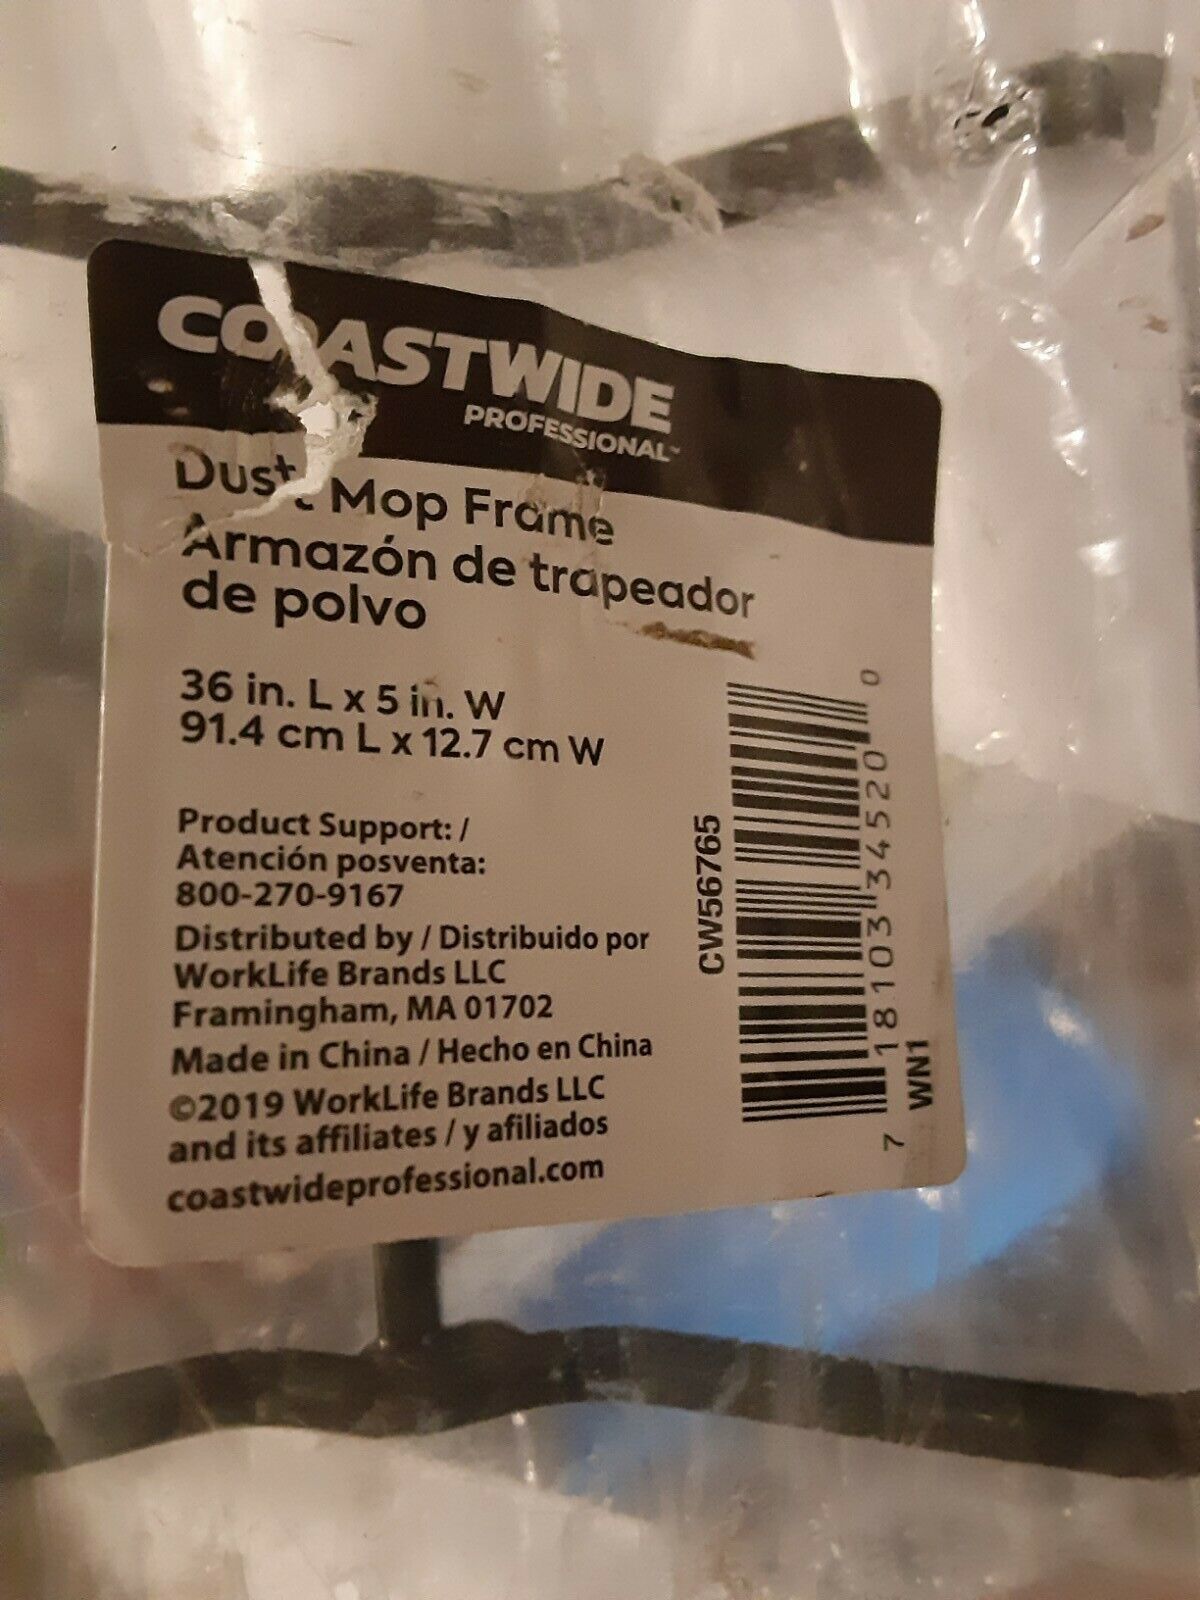 COASTWIDE
PROFESSIONAL™
Dust Mop Frame
Armazón de trapeador
de polvo
36 in. L x 5 in. W
91.4 cm L x 12.7 cm W
Product Support: /
Atención posventa:
800-270-9167
Distributed by / Distribuido por
WorkLife Brands LLC
Framingham, MA 01702
Made in China / Hecho en China
©2019 WorkLife Brands LLC
and its affiliates / y afiliados
coastwideprofessional.com
CW56765
7 18103 34520 0
WN1